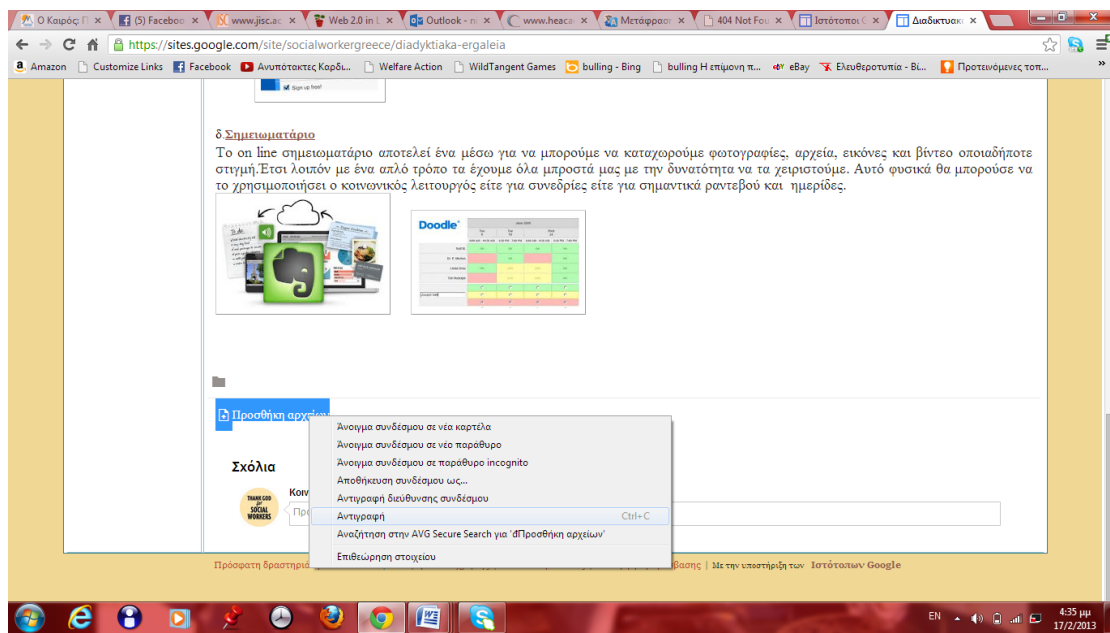 Ο Καιρός: Π
(5) Faceboo
www.jisc.ac
Web 2.0 in
Outlook - n
www.heaca
Μετάφρασ
404 Not Fou
Ιστότοποι
Διαδικτυακ
https://sites.google.com/site/socialworkergreece/diadyktiaka-ergaleia
Amazon
Customize Links
Facebook
Ανυπότακτες Καρδι...
Welfare Action
WildTangent Games
bulling - Bing
bulling Η επίμονη π...
eBay
Ελευθεροτυπία - Βi...
Προτεινόμενες τοπ...
»
Sign up free!
δ.Σημειωματάριο
Το on line σημειωματάριο αποτελεί ένα μέσω για να μπορούμε να καταχωρούμε φωτογραφίες, αρχεία, εικόνες και βίντεο οποιαδήποτε
στιγμή.Έτσι λοιπόν με ένα απλό τρόπο τα έχουμε όλα μπροστά μας με την δυνατότητα να τα χειριστούμε. Αυτό φυσικά θα μπορούσε να
το χρησιμοποιήσει ο κοινωνικός λειτουργός είτε για συνεδρίες είτε για σημαντικά ραντεβού και ημερίδες.
Doodle
Προσθήκη αρχείων
Άνοιγμα συνδέσμου σε νέα καρτέλα
Άνοιγμα συνδέσμου σε νέο παράθυρο
Άνοιγμα συνδέσμου σε παράθυρο incognito
Αποθήκευση συνδέσμου ως...
Αντιγραφή διεύθυνσης συνδέσμου
Αντιγραφή Ctrl+C
Αναζήτηση στην AVG Secure Search για 'đΠροσθήκη αρχείων'
Επιθεώρηση στοιχείου
Σχόλια
THANK GOD
for
SOCIAL
WORKERS
Κοιν
Προ
Πρόσφατη δραστηριό
βασης | Με την υποστήριξη των Ιστότοπων Google
EN
4:35 μμ
17/2/2013